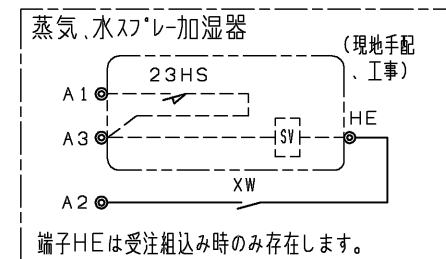 蒸気、水スプレー加湿器
(現地手配
、工事)
23HS
A1
HE
A3
SV
XW
A2
端子HEは受注組込み時のみ存在します。